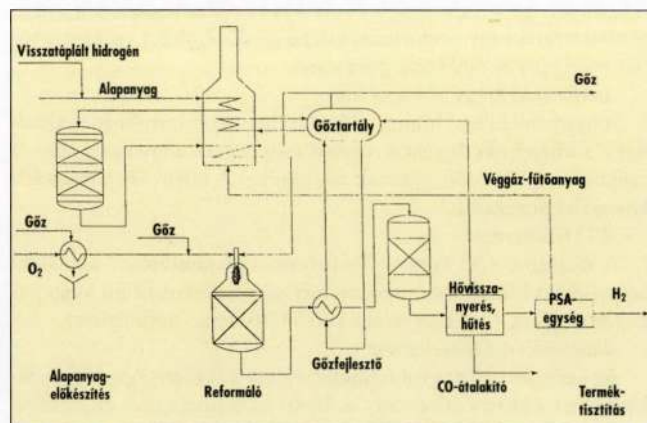 Visszatáplált hidrogén
Alapanyag
Gőz
Gőztartály
Véggáz-fűtőanyag
Gőz
Gőz
O₂
Hővissza-
nyerés,
hűtés
PSA-
egység
H₂
Gőzfejlesztő
Alapanyag-
előkészítés
Reformáló
CO-átalakító
Termék-
tisztítás